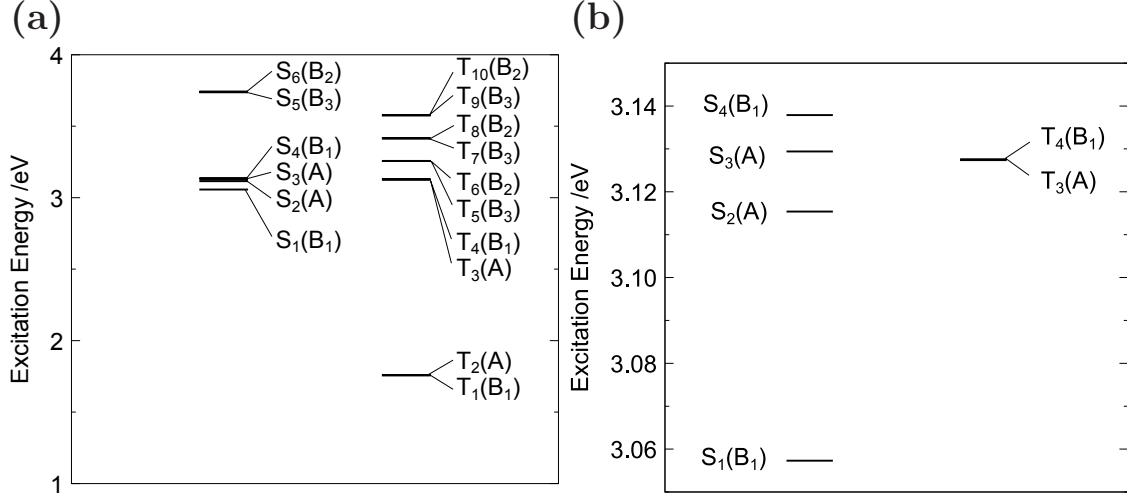 (a)
Excitation Energy /eV
4
3
2
1
S6(B2)
S5(B3)
S4(B1)
S3(A)
S2(A)
S1(B1)
T10(B2)
T9(B3)
T8(B2)
T7(B3)
T6(B2)
T5(B3)
T4(B1)
T3(A)
T2(A)
T1(B1)
(b)
Excitation Energy /eV
3.14
3.12
3.10
3.08
3.06
S4(B1)
S3(A)
S2(A)
S1(B1)
T4(B1)
T3(A)